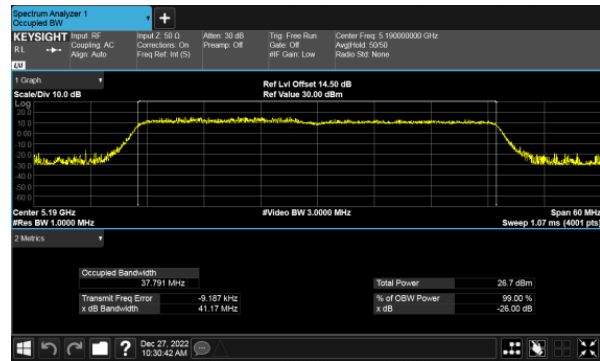 Spectrum Analyzer 1
Occupied BW
+
KEYSIGHT
RL
Input: RF
Coupling: AC
Align: Auto
Input Z: 50 Ω
Corrections: On
Freq Ref: Int (S)
Atten: 30 dB
Preamp: Off
Trig: Free Run
Gate: Off
#IF Gain: Low
Center Freq: 5.190000000 GHz
Avg|Hold: 50/50
Radio Std: None
LXI
1 Graph
Scale/Div 10.0 dB
Ref Lvl Offset 14.50 dB
Ref Value 30.00 dBm
Log
20.0
10.0
0.00
-10.0
-20.0
-30.0
-40.0
-50.0
-60.0
Center 5.19 GHz
#Res BW 1.0000 MHz
#Video BW 3.0000 MHz
Span 60 MHz
Sweep 1.07 ms (4001 pts)
2 Metrics
Occupied Bandwidth
37.791 MHz
Total Power 26.7 dBm
Transmit Freq Error -9.187 kHz
% of OBW Power 99.00 %
x dB Bandwidth 41.17 MHz
x dB -26.00 dB
?
Dec 27, 2022
10:30:42 AM